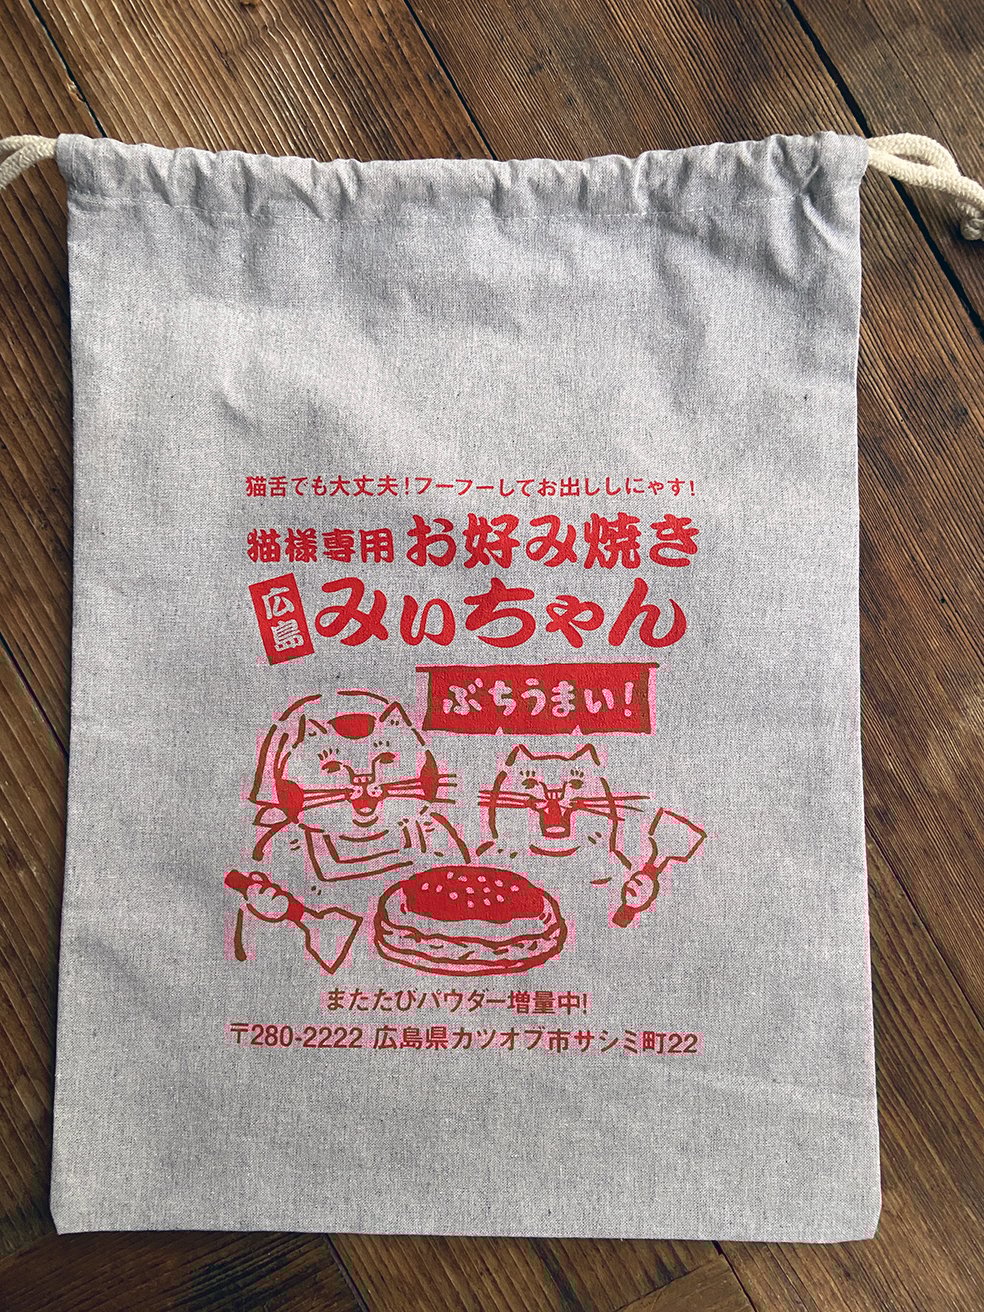 猫舌でも大丈夫!フーフーしてお出ししにゃす!
猫様専用 お好み焼き
広島 みぃちゃん
ぶちうまい!
またたびパウダー増量中!
〒280-2222 広島県カツオブ市サシミ町22